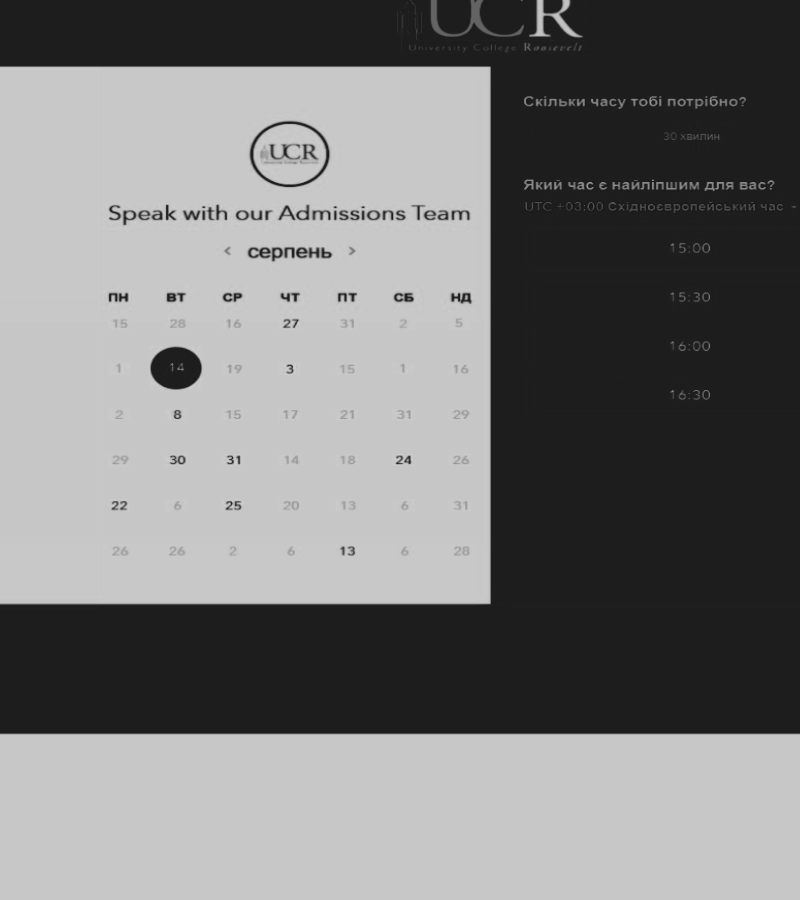 UCR
University College Roosevelt
UCR
Speak with our Admissions Team
< серпень >
ПН ВТ СР ЧТ ПТ СБ НД
15 28 16 27 31 2 5
1 14 19 3 15 1 16
2 8 15 17 21 31 29
29 30 31 14 18 24 26
22 6 25 20 13 6 31
26 26 2 6 13 6 28
Скільки часу тобі потрібно?
30 хвилин
Який час є найліпшим для вас?
UTC +03:00 Східноєвропейський час
15:00
15:30
16:00
16:30